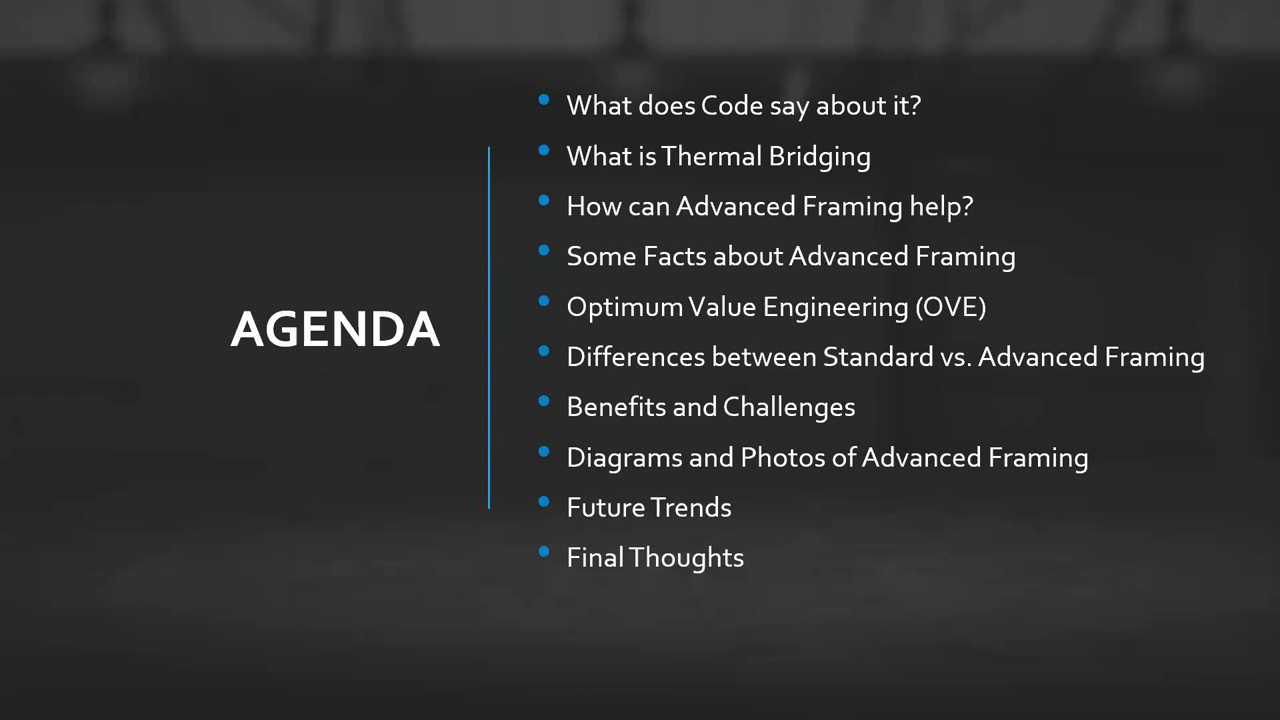 AGENDA
What does Code say about it?
What is Thermal Bridging
How can Advanced Framing help?
Some Facts about Advanced Framing
Optimum Value Engineering (OVE)
Differences between Standard vs. Advanced Framing
Benefits and Challenges
Diagrams and Photos of Advanced Framing
Future Trends
Final Thoughts